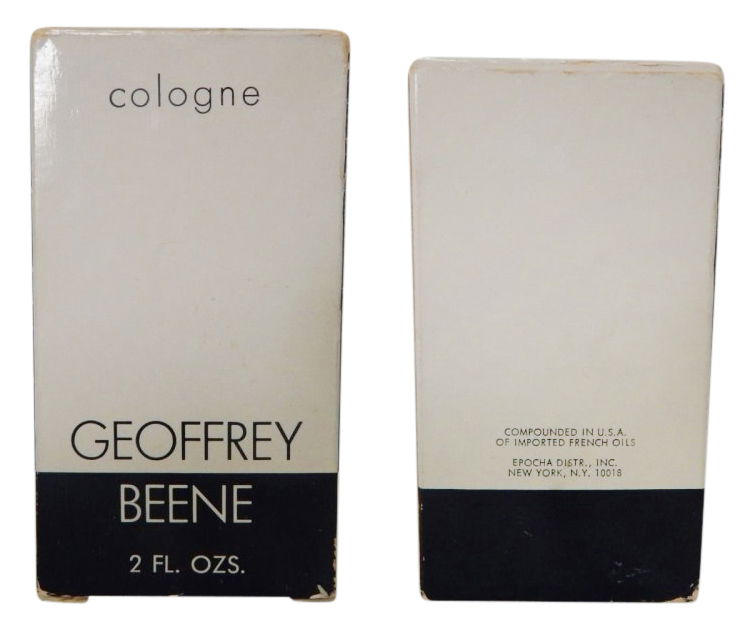 cologne
GEOFFREY
BEENE
2 FL. OZS.
COMPOUNDED IN U.S.A.
OF IMPORTED FRENCH OILS
EPOCHA DISTR., INC.
NEW YORK, N.Y. 10018